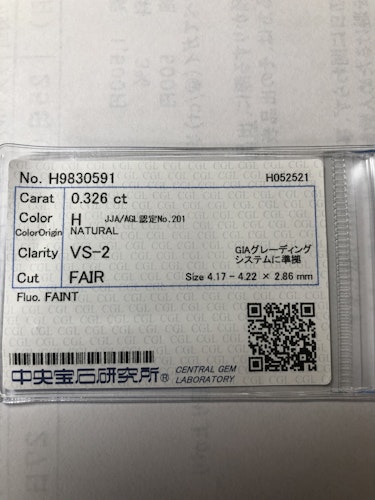 No. H9830591 H052521
Carat 0.326 ct
Color H JJA/AGL認定No.201
ColorOrigin NATURAL
Clarity VS-2 GIAグレーディング
システムに準拠
Cut FAIR Size 4.17 - 4.22 × 2.86 mm
Fluo. FAINT
中央宝石研究所® CENTRAL GEM
LABORATORY